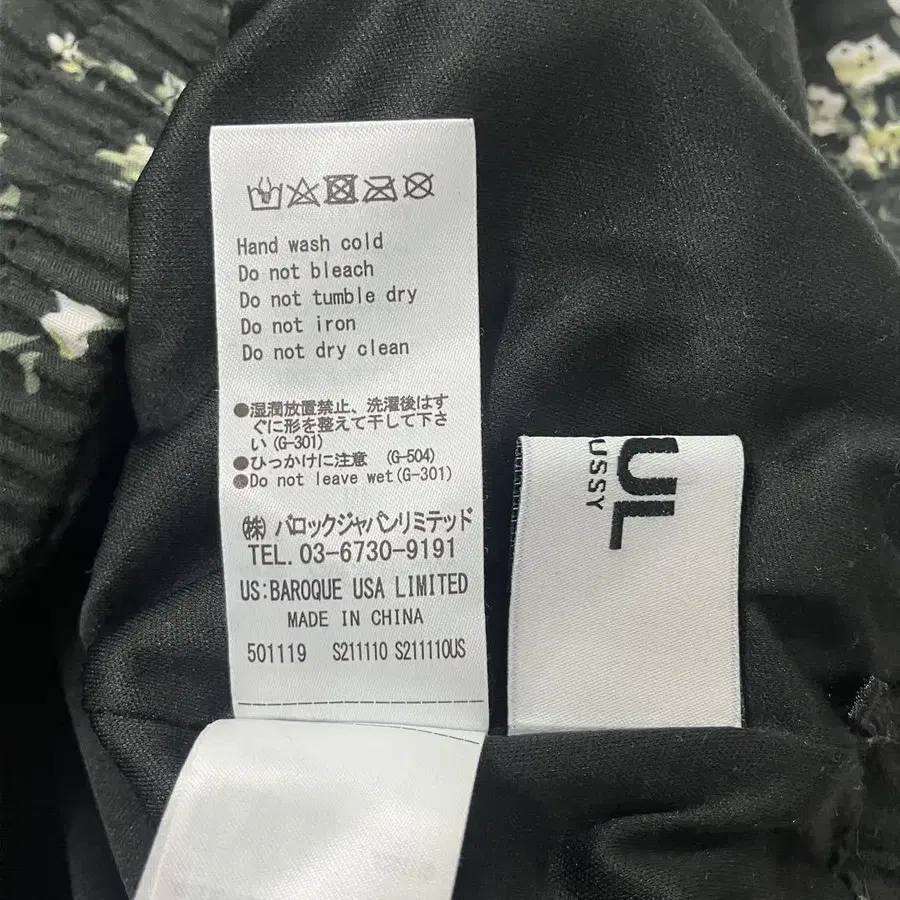 Hand wash cold
Do not bleach
Do not tumble dry
Do not iron
Do not dry clean
●湿潤放置禁止、洗濯後はす
ぐに形を整えて干して下さ
い(G-301)
●ひっかけに注意 (G-504)
●Do not leave wet(G-301)
㈱ バロックジャパンリミテッド
TEL. 03-6730-9191
US:BAROQUE USA LIMITED
MADE IN CHINA
501119 S211110 S211110US
UL
USSY